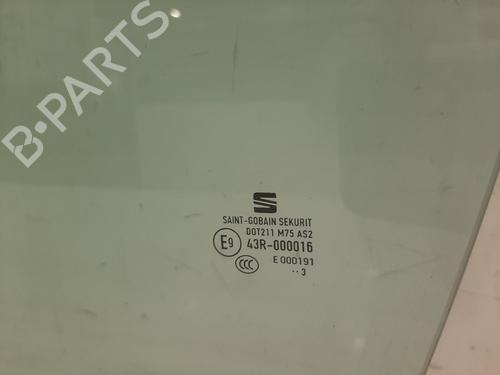 B-PARTS
SAINT-GOBAIN SEKURIT
DOT211 M75 AS2
E9 43R-000016
CCC E 000191
··3